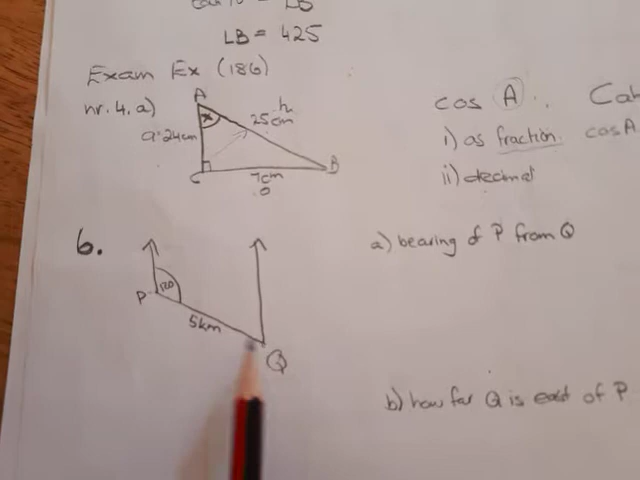 LB
LB = 425
Exam Ex (186)
nr. 4. a)
A
x
h
25cm
a 24cm
C
B
7cm
O
cos A
i) as fraction. cos A
ii) decimal
6.
P
120
5km
Q
a) bearing of P from Q
b) how far Q is east of P